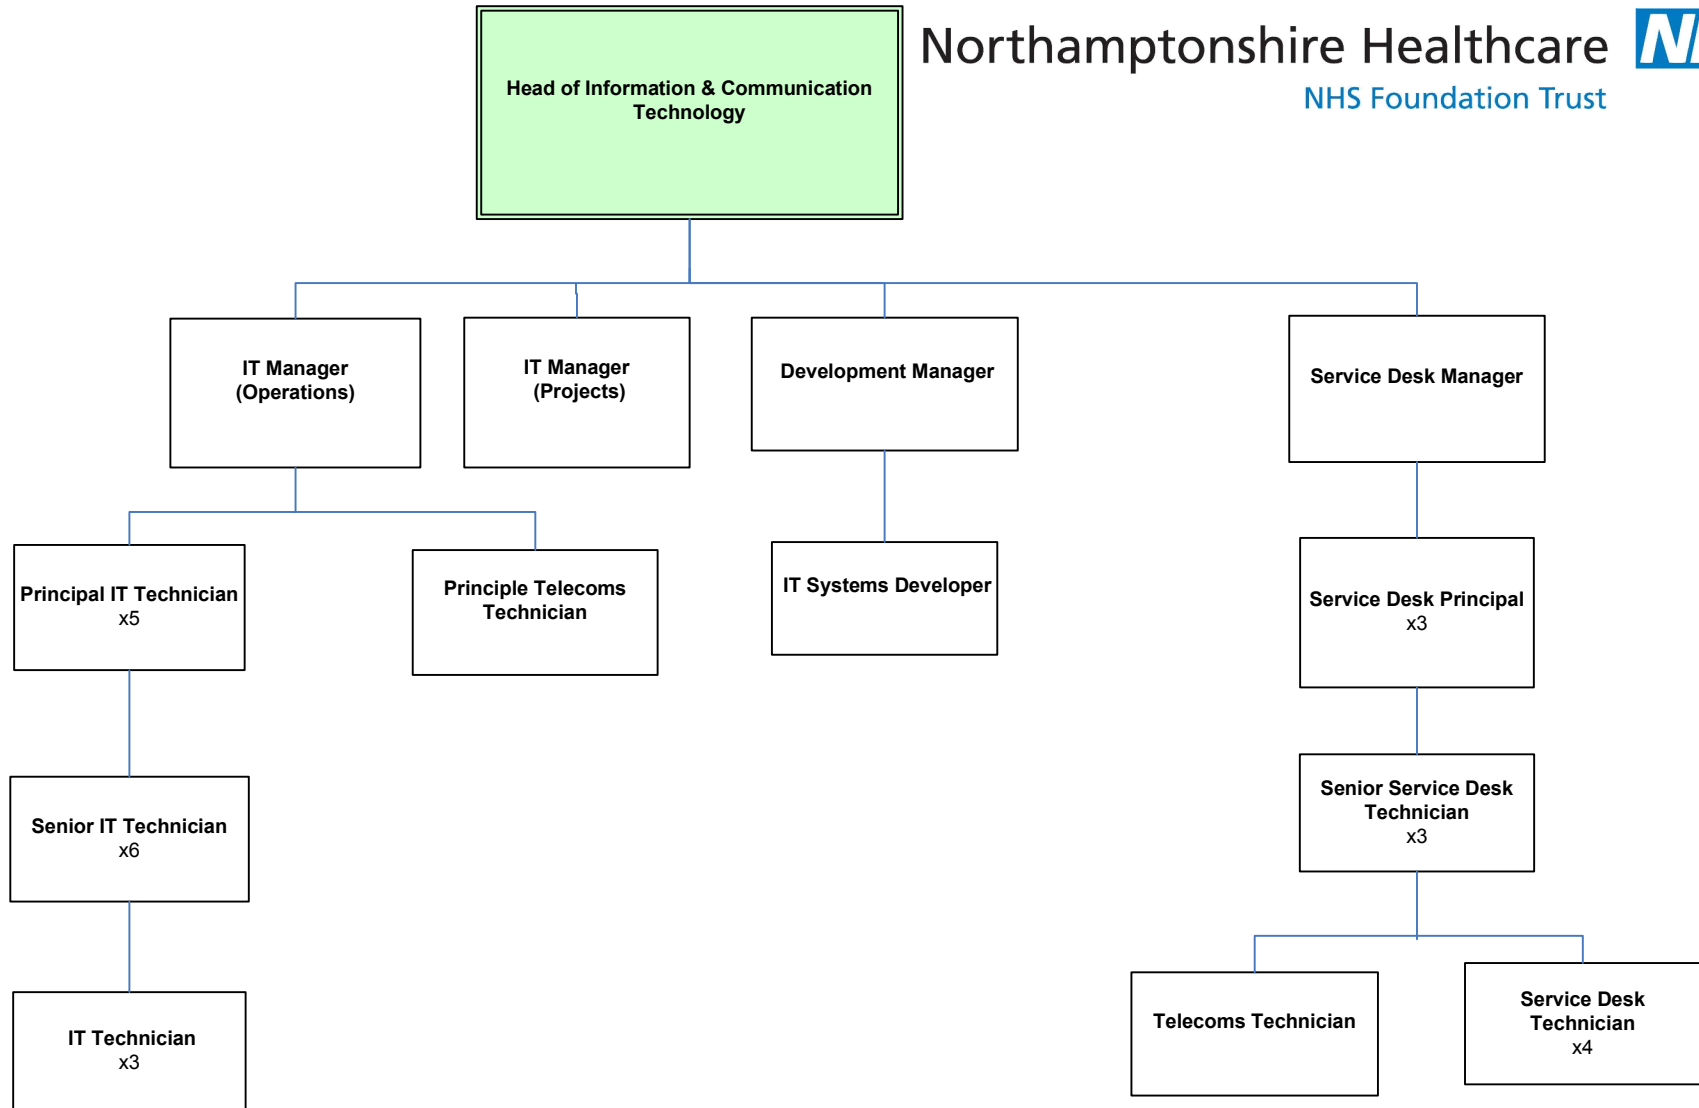 Northamptonshire Healthcare
NHS Foundation Trust
Head of Information & Communication
Technology
IT Manager
(Operations)
IT Manager
(Projects)
Development Manager
Service Desk Manager
Principal IT Technician
x5
Principle Telecoms
Technician
IT Systems Developer
Service Desk Principal
x3
Senior IT Technician
x6
Senior Service Desk
Technician
x3
IT Technician
x3
Telecoms Technician
Service Desk
Technician
x4